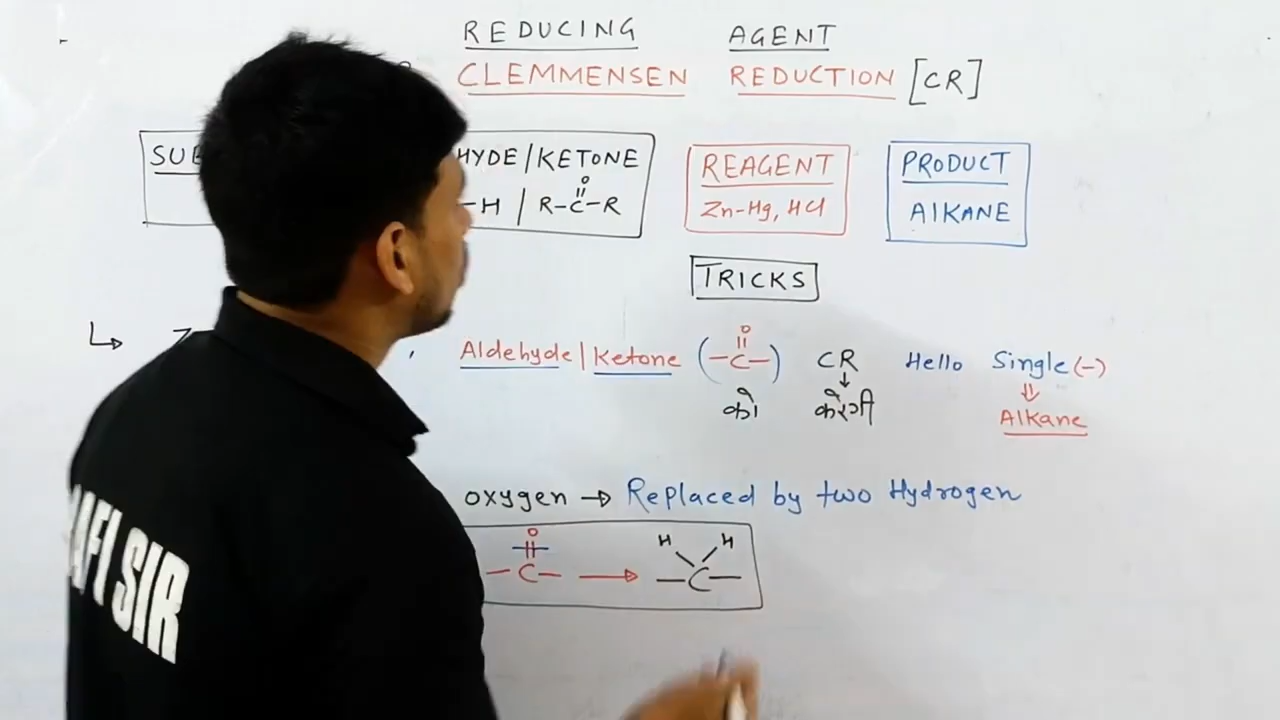 REDUCING AGENT
CLEMMENSEN REDUCTION [CR]
HYDE/KETONE
-H / R-C-R
O
REAGENT
Zn-Hg, HCl
PRODUCT
AlKANE
TRICKS
Aldehyde/Ketone (-C-) CR Hello Single (-)
O
को करेगी
Alkane
oxygen → Replaced by two Hydrogen
O
-C- → -C-
H H
SIR